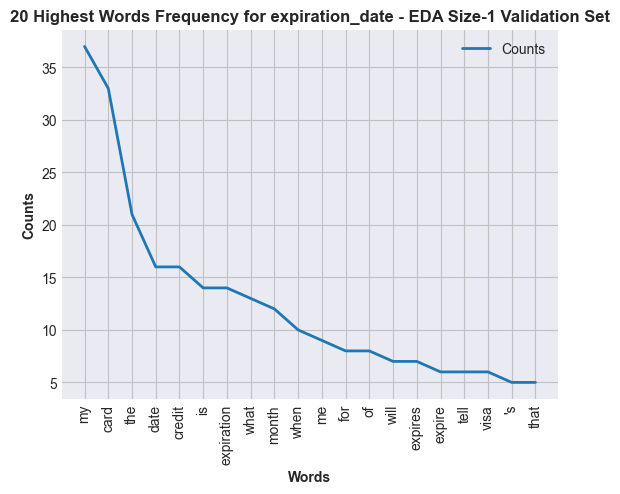 20 Highest Words Frequency for expiration_date - EDA Size-1 Validation Set
Counts
35
30
25
20
15
10
5
Counts
my
card
the
date
credit
is
expiration
what
month
when
me
for
of
will
expires
expire
tell
visa
's
that
Words